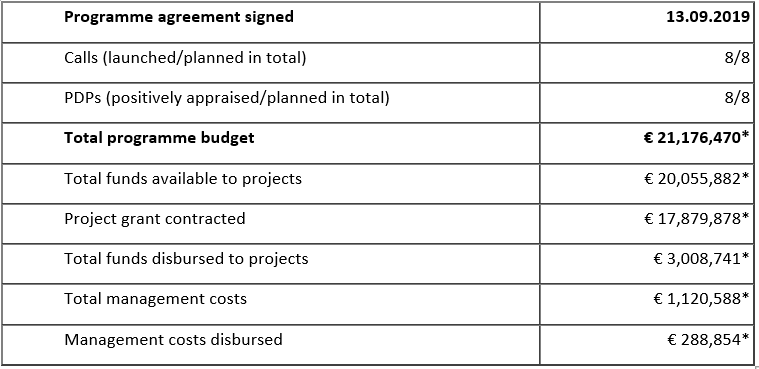 Programme agreement signed 13.09.2019
Calls (launched/planned in total) 8/8
PDPs (positively appraised/planned in total) 8/8
Total programme budget € 21,176,470*
Total funds available to projects € 20,055,882*
Project grant contracted € 17,879,878*
Total funds disbursed to projects € 3,008,741*
Total management costs € 1,120,588*
Management costs disbursed € 288,854*